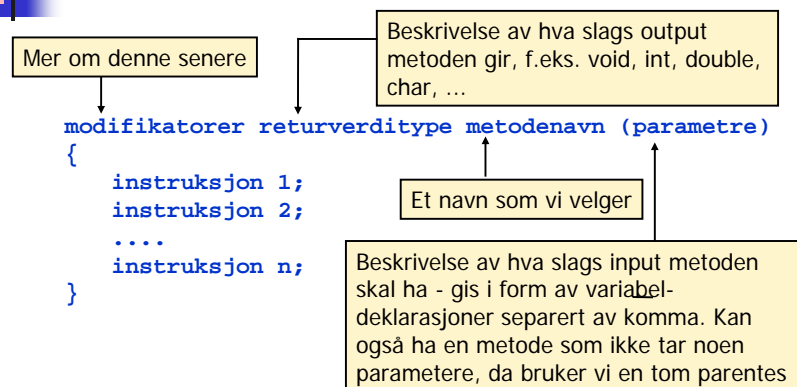 Mer om denne senere
Beskrivelse av hva slags output
metoden gir, f.eks. void, int, double,
char, ...
modifikatorer returverditype metodenavn (parametre)
{
instruksjon 1;
instruksjon 2;
....
instruksjon n;
}
Et navn som vi velger
Beskrivelse av hva slags input metoden
skal ha - gis i form av variabel-
deklarasjoner separert av komma. Kan
også ha en metode som ikke tar noen
parametere, da bruker vi en tom parentes